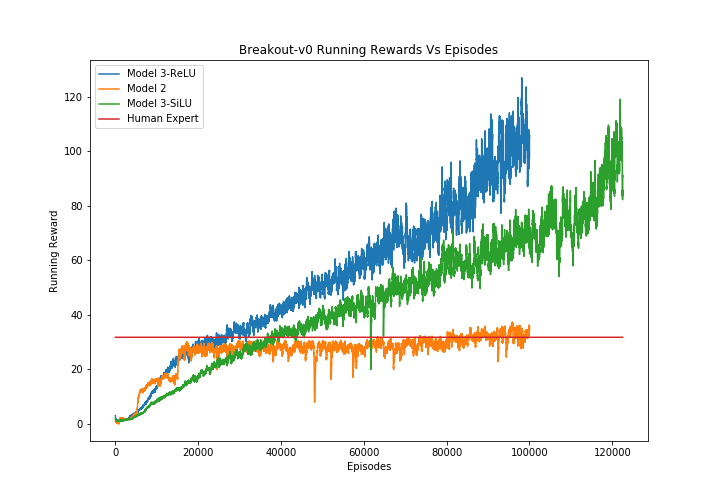 Breakout-v0 Running Rewards Vs Episodes
Model 3-ReLU
Model 2
Model 3-SiLU
Human Expert
120
100
80
60
40
20
0
Running Reward
0 20000 40000 60000 80000 100000 120000
Episodes